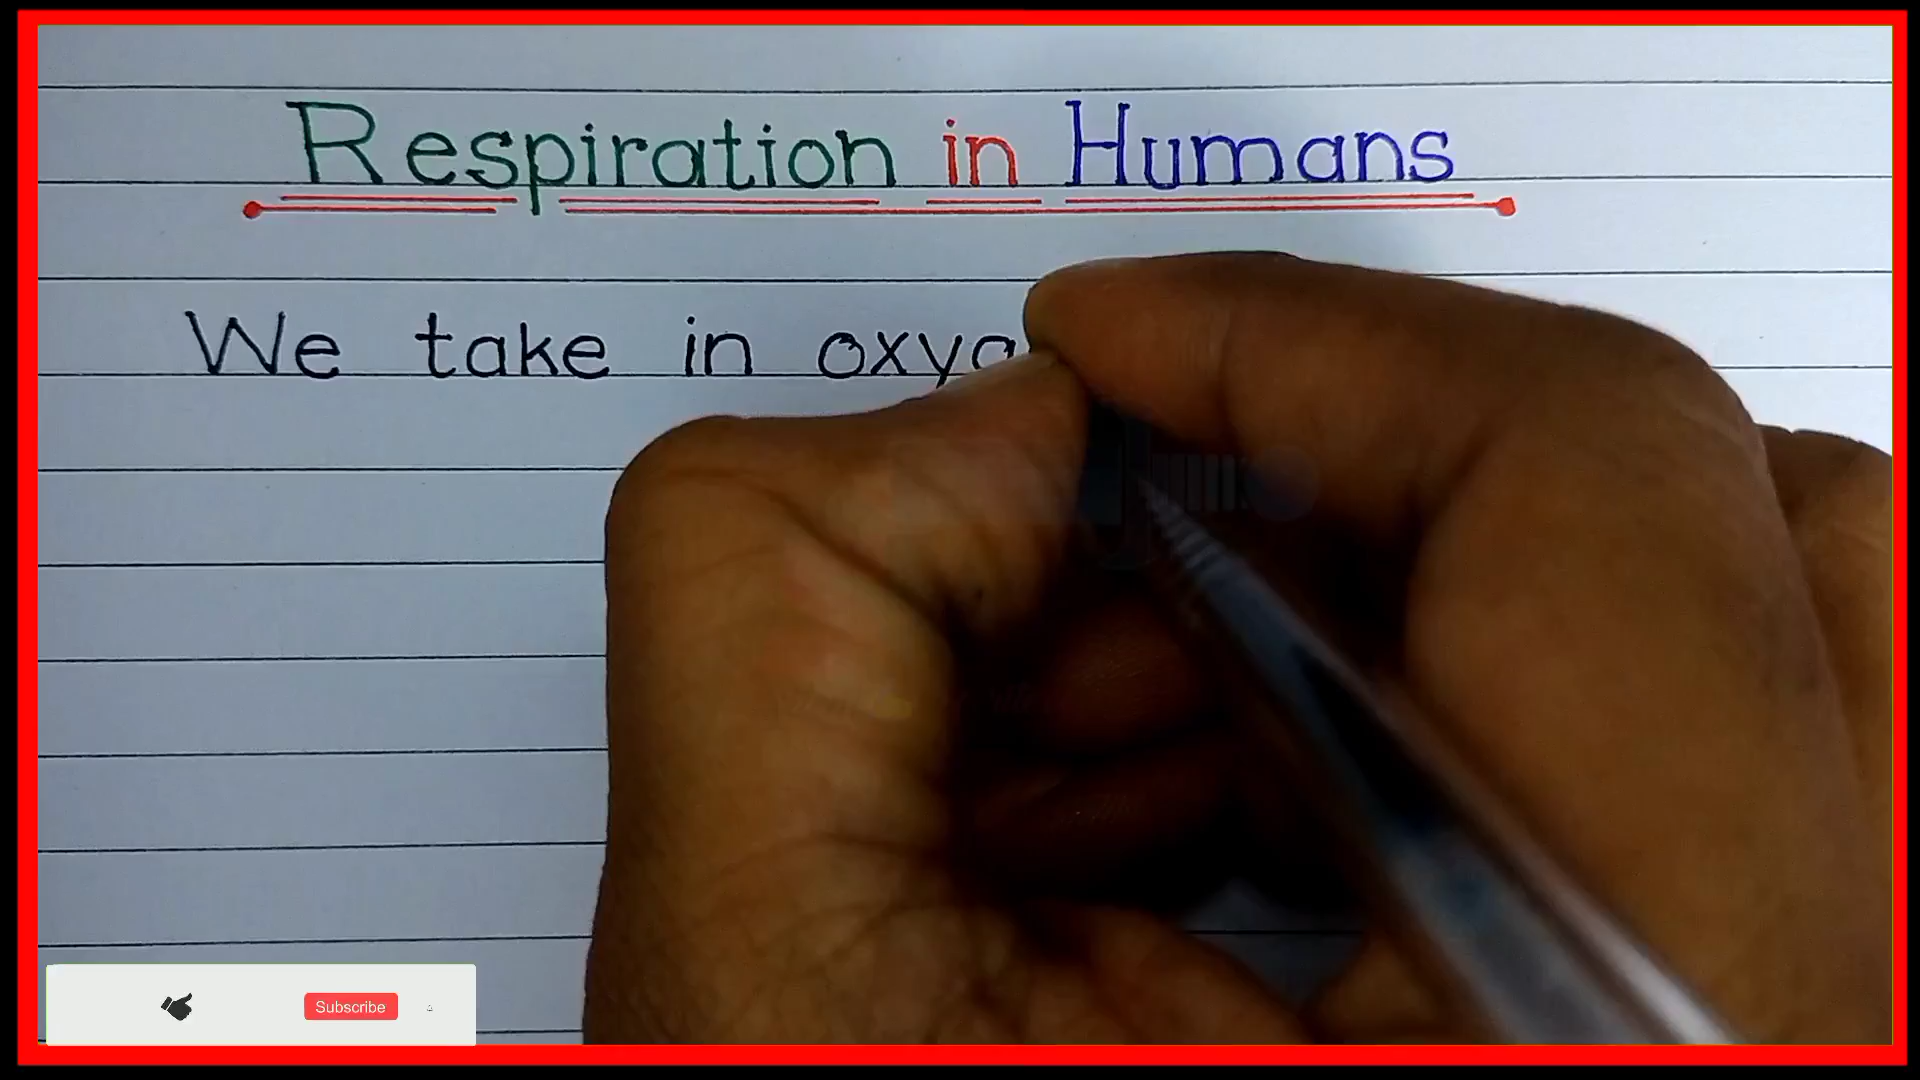 Respiration in Humans
We take in oxyg
Subscribe